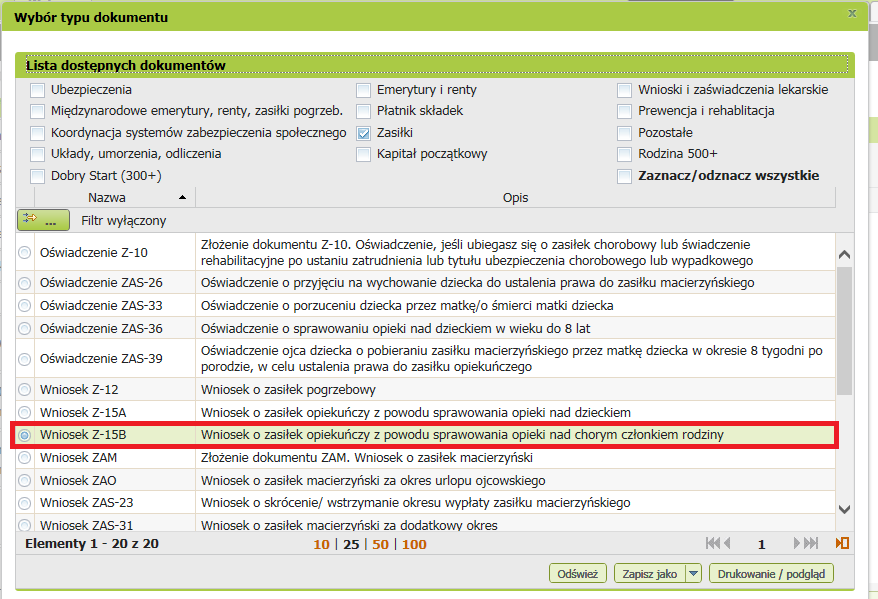 Wybór typu dokumentu
x
Lista dostępnych dokumentów
Ubezpieczenia
Emerytury i renty
Wnioski i zaświadczenia lekarskie
Międzynarodowe emerytury, renty, zasiłki pogrzeb.
Płatnik składek
Prewencja i rehablitacja
Koordynacja systemów zabezpieczenia społecznego
Zasiłki
Pozostałe
Układy, umorzenia, odliczenia
Kapitał początkowy
Rodzina 500+
Dobry Start (300+)
Zaznacz/odznacz wszystkie
Nazwa Opis
... Filtr wyłączony
Oświadczenie Z-10
Złożenie dokumentu Z-10. Oświadczenie, jeśli ubiegasz się o zasiłek chorobowy lub świadczenie
rehabilitacyjne po ustaniu zatrudnienia lub tytułu ubezpieczenia chorobowego lub wypadkowego
Oświadczenie ZAS-26 Oświadczenie o przyjęciu na wychowanie dziecka do ustalenia prawa do zasiłku macierzyńskiego
Oświadczenie ZAS-33 Oświadczenie o porzuceniu dziecka przez matkę/o śmierci matki dziecka
Oświadczenie ZAS-36 Oświadczenie o sprawowaniu opieki nad dzieckiem w wieku do 8 lat
Oświadczenie ZAS-39
Oświadczenie ojca dziecka o pobieraniu zasiłku macierzyńskiego przez matkę dziecka w okresie 8 tygodni po
porodzie, w celu ustalenia prawa do zasiłku opiekuńczego
Wniosek Z-12 Wniosek o zasiłek pogrzebowy
Wniosek Z-15A Wniosek o zasiłek opiekuńczy z powodu sprawowania opieki nad dzieckiem
Wniosek Z-15B Wniosek o zasiłek opiekuńczy z powodu sprawowania opieki nad chorym członkiem rodziny
Wniosek ZAM Złożenie dokumentu ZAM. Wniosek o zasiłek macierzyński
Wniosek ZAO Wniosek o zasiłek macierzyński za okres urlopu ojcowskiego
Wniosek ZAS-23 Wniosek o skrócenie/ wstrzymanie okresu wypłaty zasiłku macierzyńskiego
Wniosek ZAS-31 Wniosek o zasiłek macierzyński za dodatkowy okres
Elementy 1 - 20 z 20 10 | 25 | 50 | 100 1
Odśwież Zapisz jako Drukowanie / podgląd